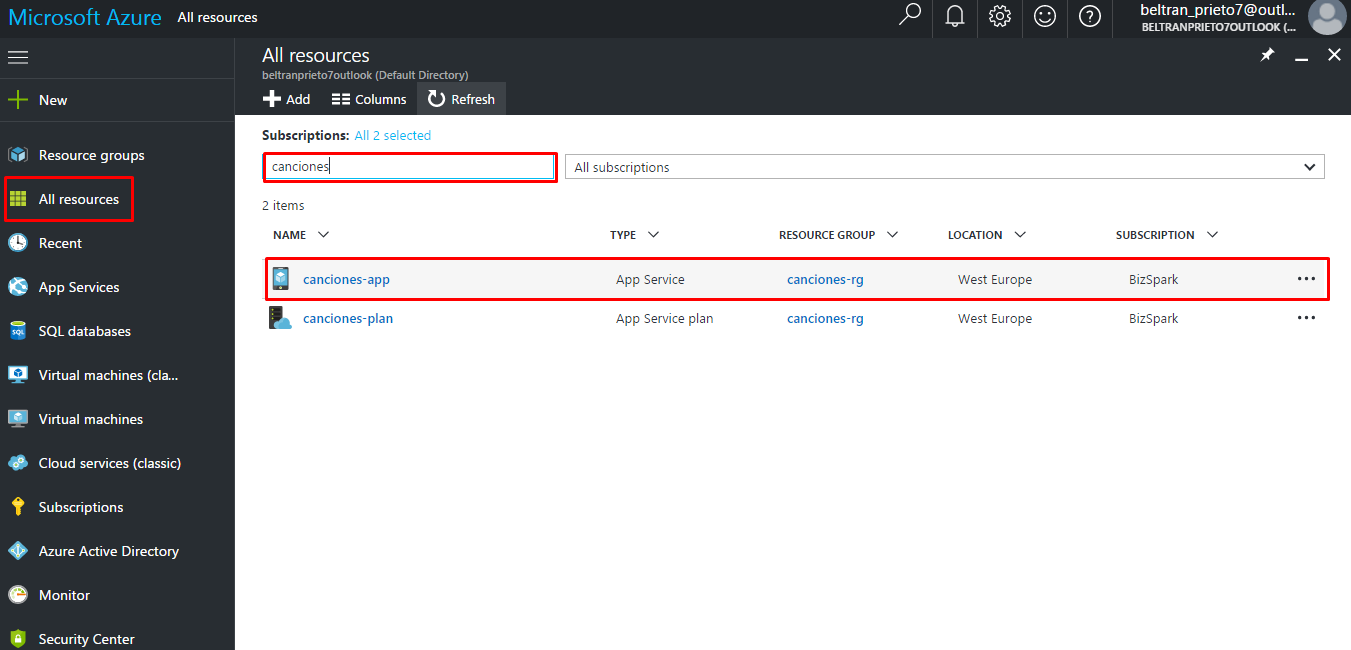 Microsoft Azure All resources
beltran_prieto7@outl...
BELTRANPRIETO7OUTLOOK (...
New
Resource groups
All resources
Recent
App Services
SQL databases
Virtual machines (cla...
Virtual machines
Cloud services (classic)
Subscriptions
Azure Active Directory
Monitor
Security Center
All resources
beltranprieto7outlook (Default Directory)
Add Columns Refresh
Subscriptions: All 2 selected
canciones All subscriptions
2 items
NAME TYPE RESOURCE GROUP LOCATION SUBSCRIPTION
canciones-app App Service canciones-rg West Europe BizSpark
canciones-plan App Service plan canciones-rg West Europe BizSpark